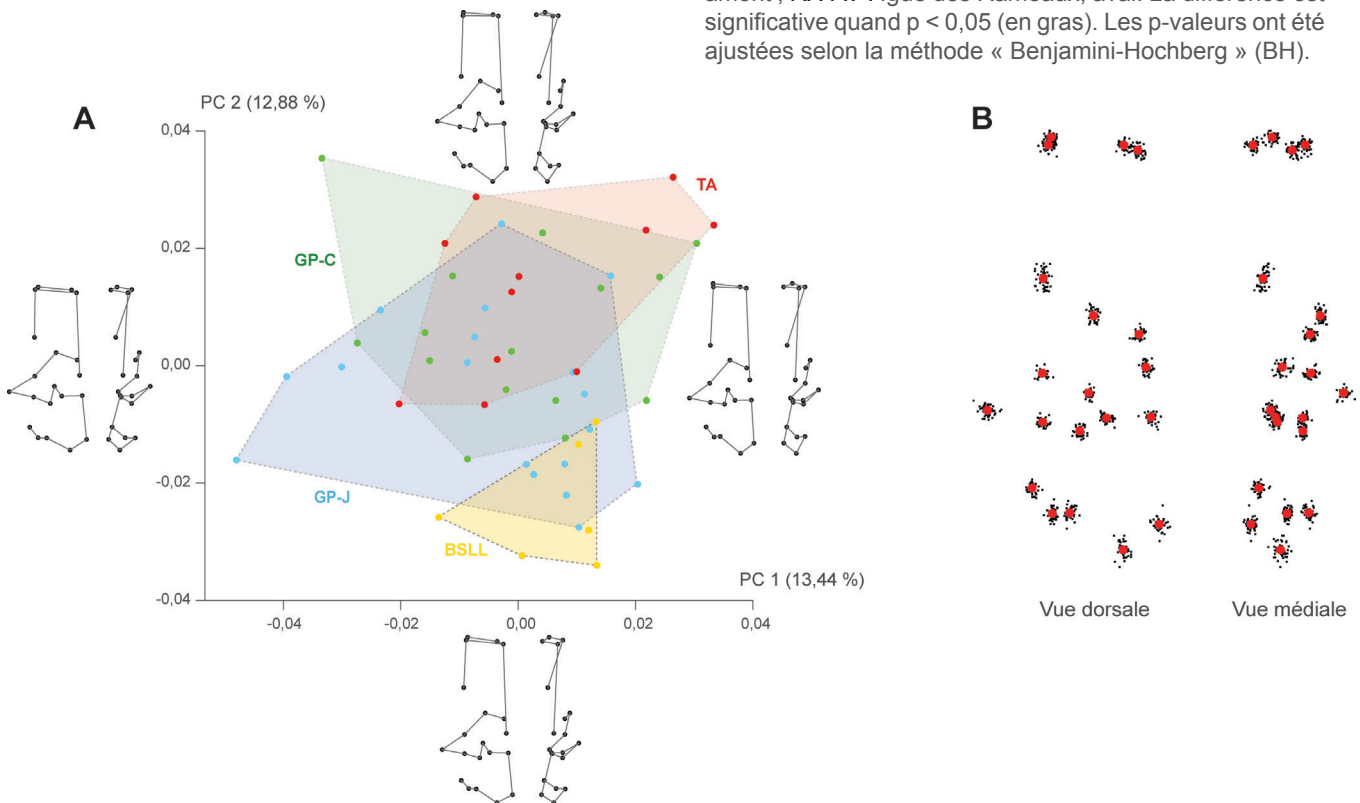 significative quand p < 0,05 (en gras). Les p-valeurs ont été
ajustées selon la méthode « Benjamini-Hochberg » (BH).
A
PC 2 (12,88 %)
B
0,04
TA
0,02
GP-C
0,00
-0,02
GP-J
BSLL
PC 1 (13,44 %)
-0,04
-0,04
-0,02
0,00
0,02
0,04
Vue dorsale
Vue médiale